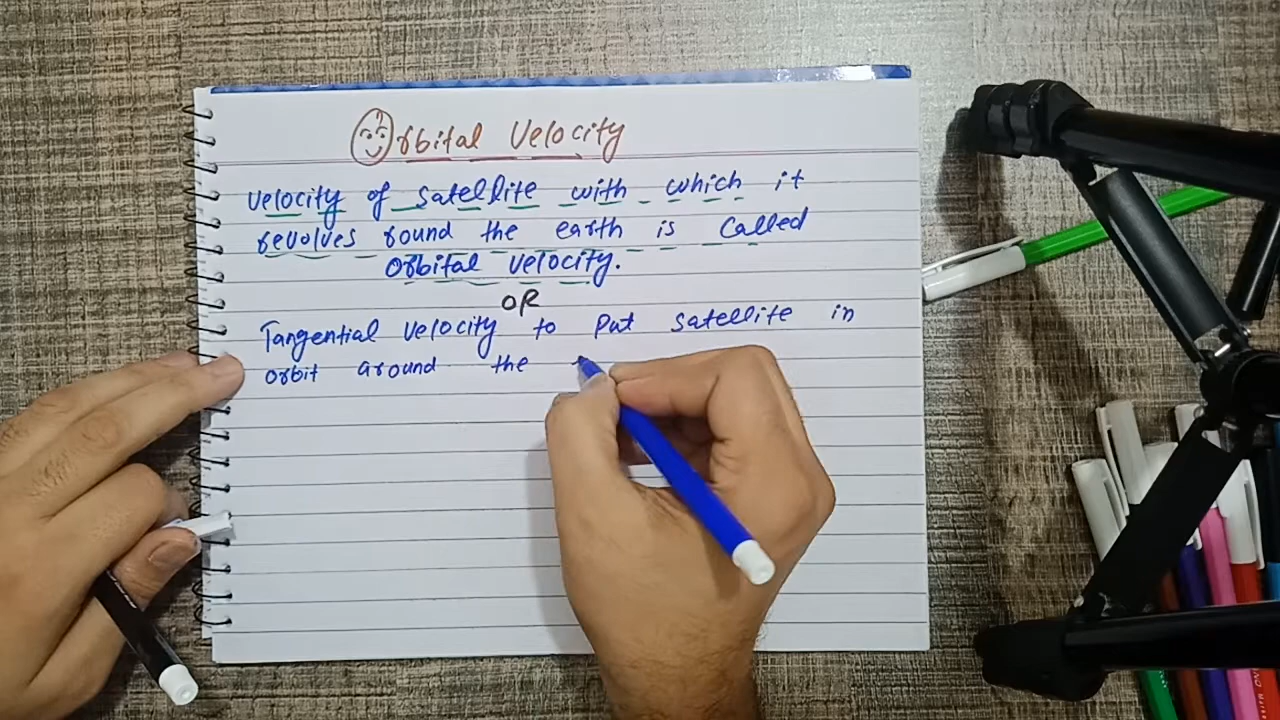 Orbital Velocity
Velocity of satellite with which it
revolves round the earth is called
orbital velocity.
OR
Tangential velocity to Put satellite in
orbit around the